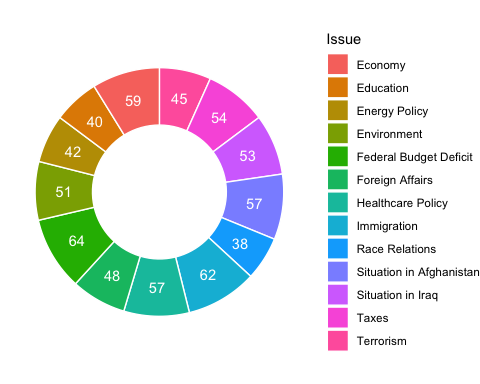 Issue
Economy
Education
Energy Policy
Environment
Federal Budget Deficit
Foreign Affairs
Healthcare Policy
Immigration
Race Relations
Situation in Afghanistan
Situation in Iraq
Taxes
Terrorism
59
45
40
54
42
53
51
57
64
38
48
57
62